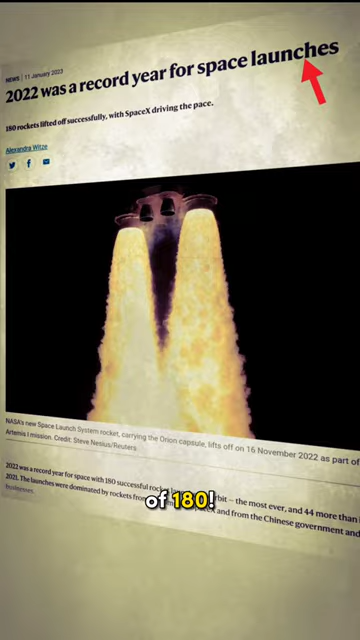 NEWS | 11 January 2023
2022 was a record year for space launches
180 rockets lifted off successfully, with SpaceX driving the pace.
Alexandra Witze
NASA's new Space Launch System rocket, carrying the Orion capsule, lifts off on 16 November 2022 as part of
Artemis I mission. Credit: Steve Nesius/Reuters
2022 was a record year for space with 180 successful rocket bit — the most ever, and 44 more than
2021. The launches were dominated by rockets from and from the Chinese government and
businesses.
of 180!